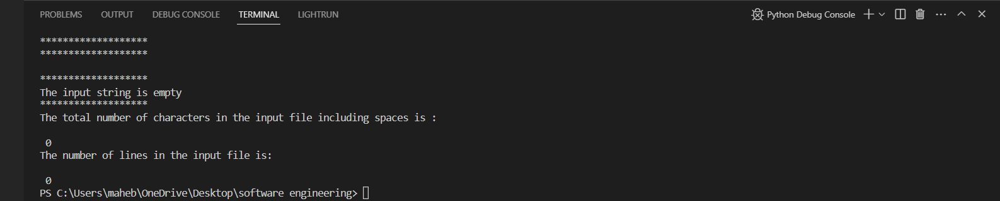 PROBLEMS OUTPUT DEBUG CONSOLE TERMINAL LIGHTRUN Python Debug Console
*******************
*******************
*******************
The input string is empty
*******************
The total number of characters in the input file including spaces is :
0
The number of lines in the input file is:
0
PS C:\Users\maheb\OneDrive\Desktop\software engineering>